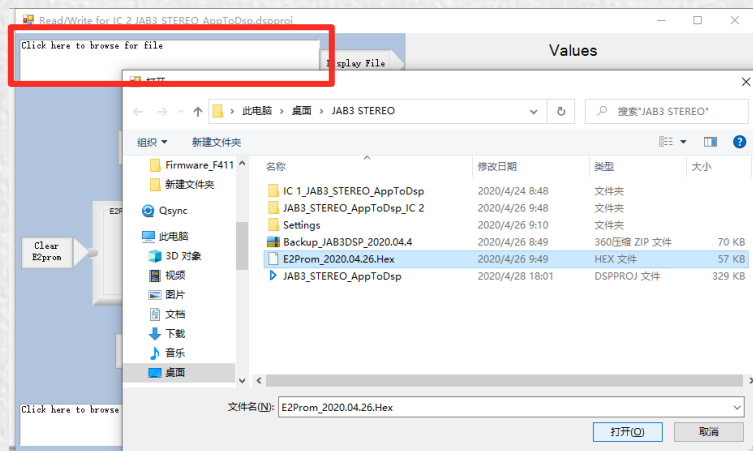 Read/Write for IC 2 JAB3 STEREO AppToDsp.dspproj
Click here to browse for file
Display File
Values
打开
此电脑 > 桌面 > JAB3 STEREO
搜索"JAB3 STEREO"
组织 新建文件夹
Firmware_F411
新建文件夹
Qsync
此电脑
3D 对象
视频
图片
文档
下载
音乐
桌面
名称 修改日期 类型 大小
IC 1_JAB3_STEREO_AppToDsp 2020/4/24 8:48 文件夹
JAB3_STEREO_AppToDsp_IC 2 2020/4/26 9:48 文件夹
Settings 2020/4/26 9:10 文件夹
Backup_JAB3DSP_2020.04.4 2020/4/26 8:49 360压缩 ZIP 文件 70 KB
E2Prom_2020.04.26.Hex 2020/4/26 9:49 HEX 文件 57 KB
JAB3_STEREO_AppToDsp 2020/4/28 18:01 DSPPROJ 文件 329 KB
E2P
Clear
E2prom
Click here to browse
文件名(N): E2Prom_2020.04.26.Hex
打开(O) 取消